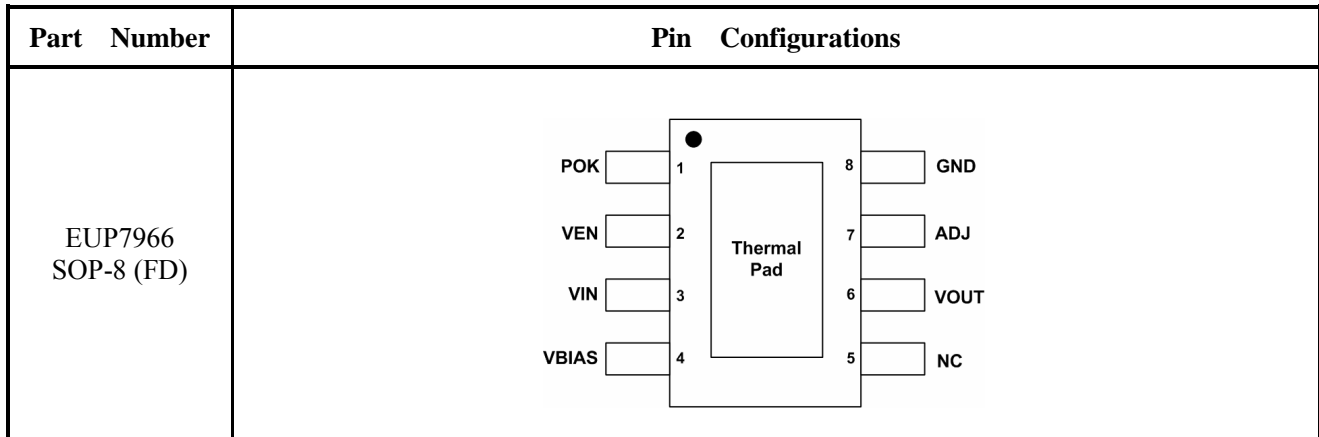 Part Number
Pin Configurations
EUP7966
SOP-8 (FD)
POK 1
VEN 2
VIN 3
VBIAS 4
Thermal
Pad
8 GND
7 ADJ
6 VOUT
5 NC